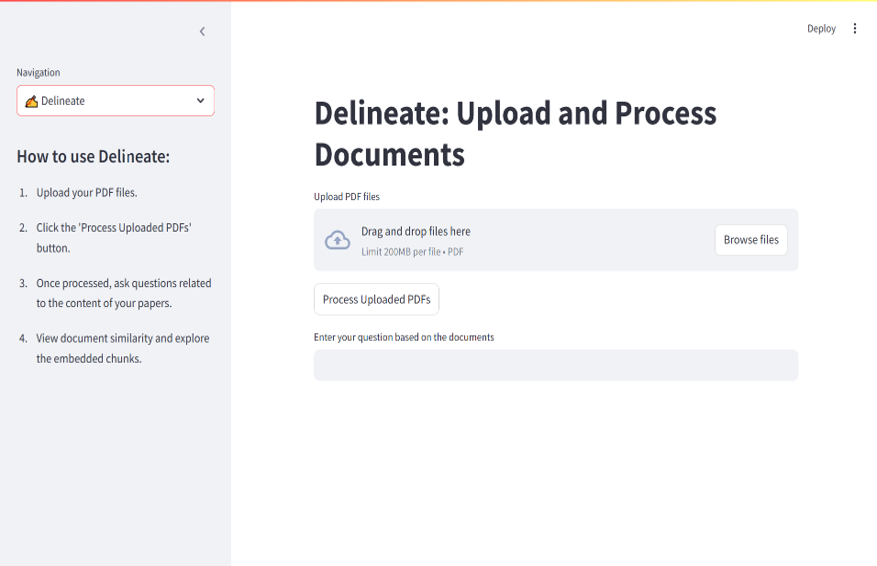 Deploy
Navigation
✍️ Delineate
How to use Delineate:
1. Upload your PDF files.
2. Click the 'Process Uploaded PDFs'
button.
3. Once processed, ask questions related
to the content of your papers.
4. View document similarity and explore
the embedded chunks.
Delineate: Upload and Process
Documents
Upload PDF files
Drag and drop files here
Limit 200MB per file • PDF
Browse files
Process Uploaded PDFs
Enter your question based on the documents